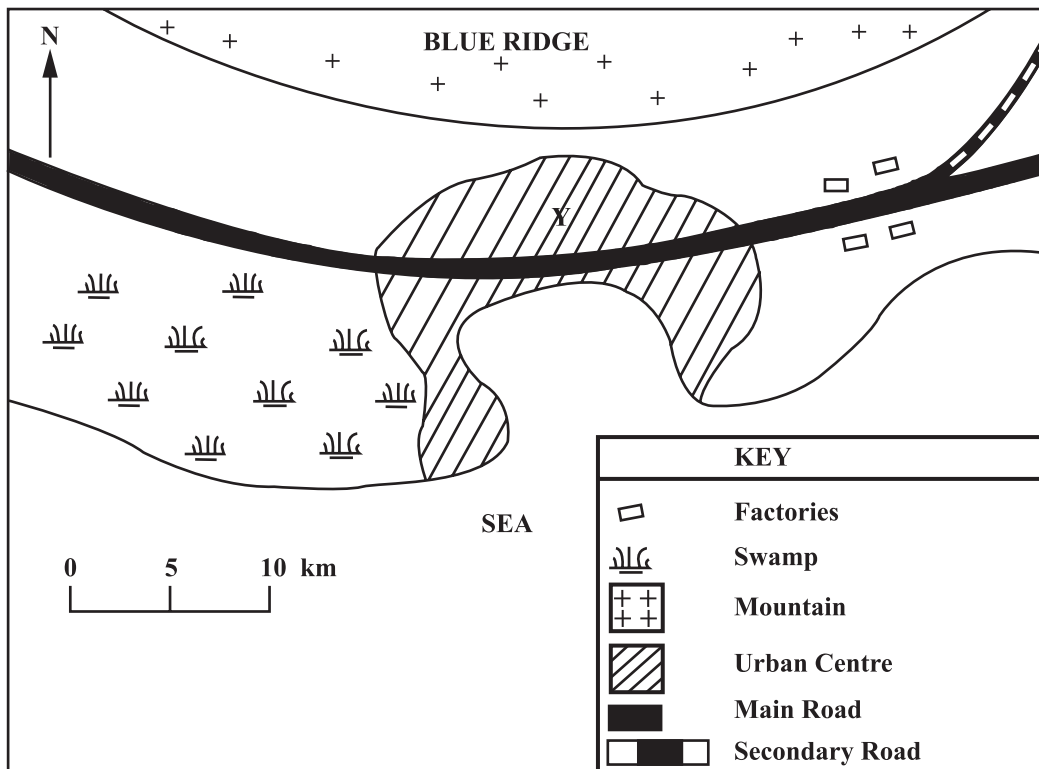 N
BLUE RIDGE
Y
SEA
0 5 10 km
KEY
Factories
Swamp
Mountain
Urban Centre
Main Road
Secondary Road